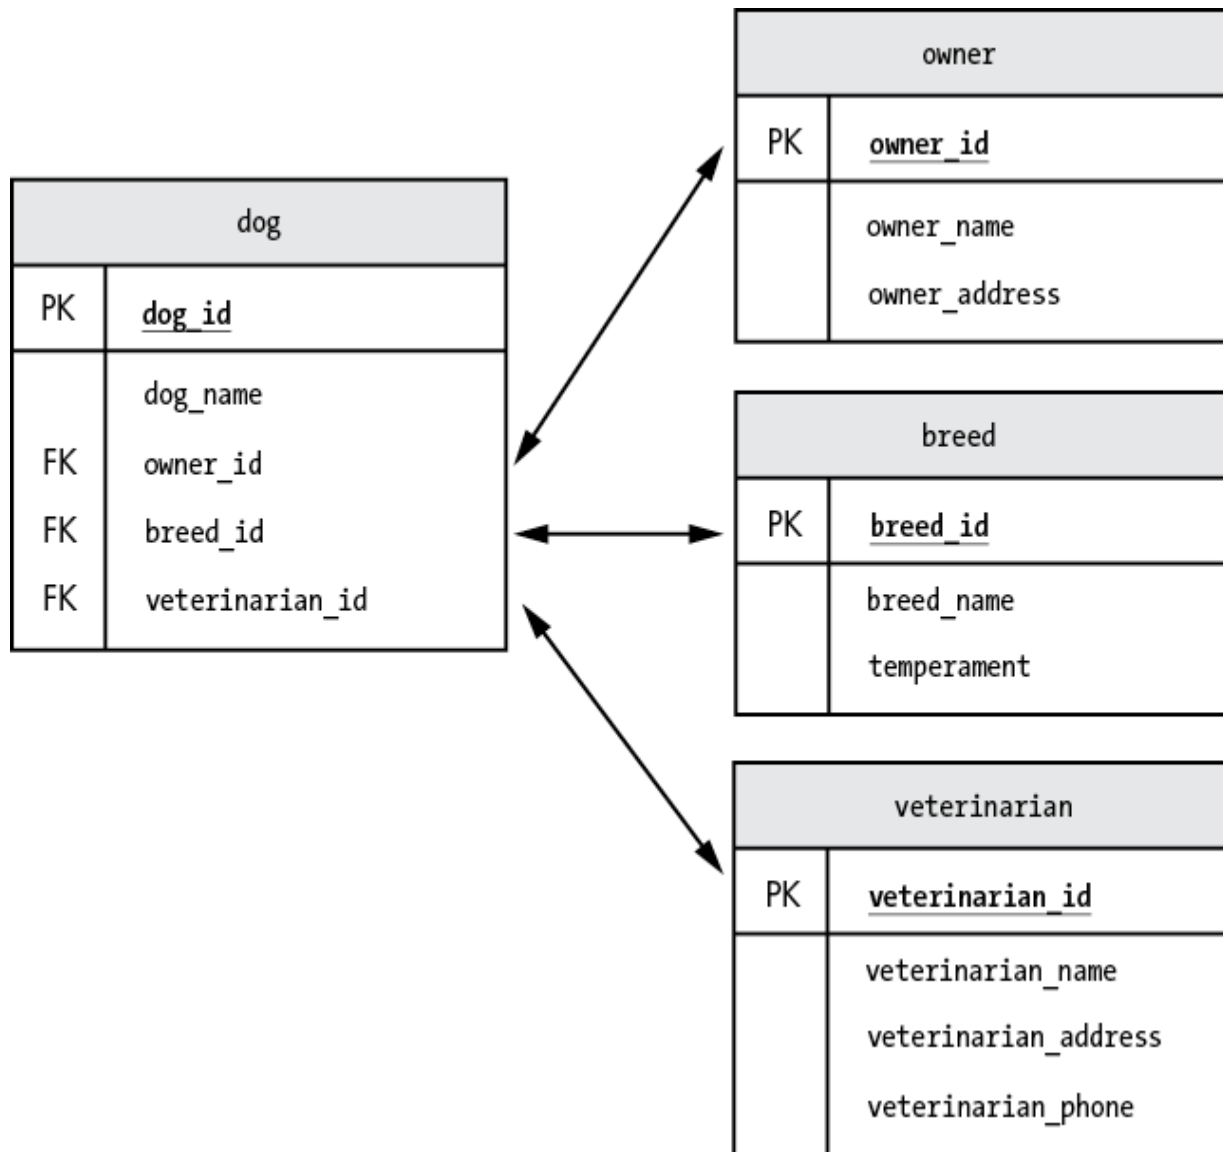 dog
PK dog_id
dog_name
FK owner_id
FK breed_id
FK veterinarian_id
owner
PK owner_id
owner_name
owner_address
breed
PK breed_id
breed_name
temperament
veterinarian
PK veterinarian_id
veterinarian_name
veterinarian_address
veterinarian_phone